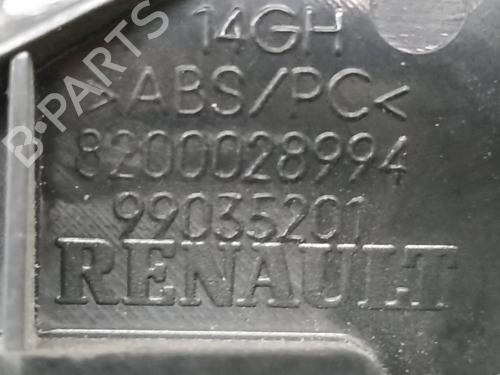 14GH
>ABS/PC<
8200028994
99035201
RENAULT
B-PARTS